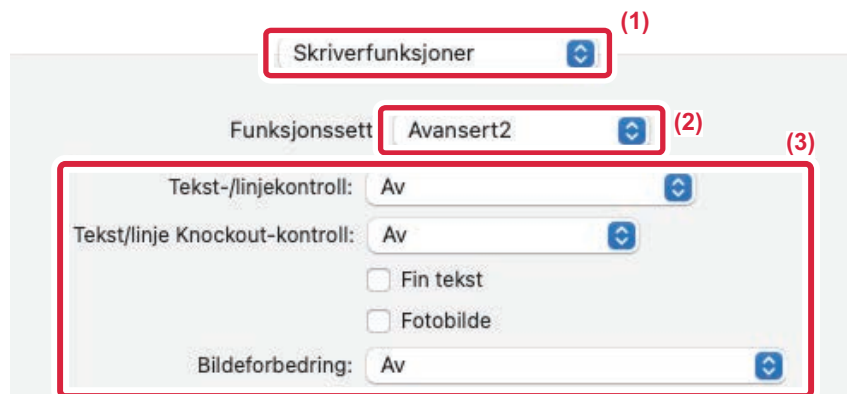 (1)
Skriverfunksjoner
Funksjonssett Avansert2 (2)
(3)
Tekst-/linjekontroll: Av
Tekst/linje Knockout-kontroll: Av
Fin tekst
Fotobilde
Bildeforbedring: Av